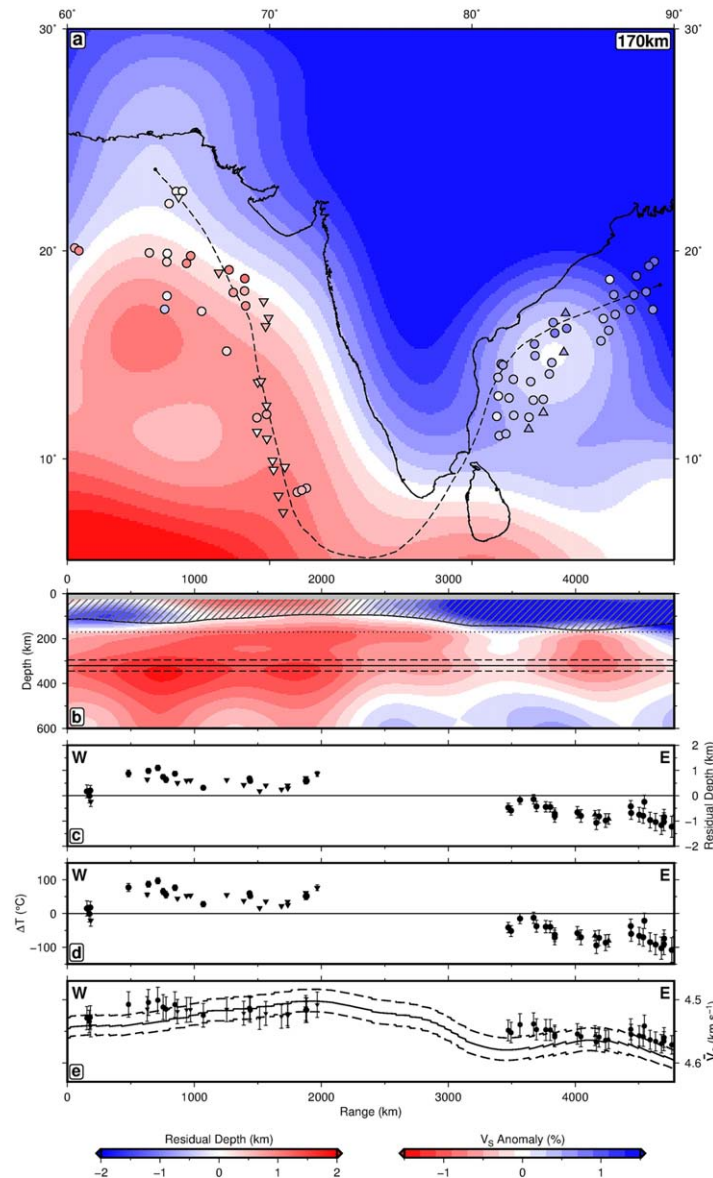 60° 70° 80° 90°
30° a 170km 30°
20° 20°
10° 10°
0 1000 2000 3000 4000
0
200
400
600
Depth (km)
b
W E
2
1
0
−1
−2
Residual Depth (km)
c
W E
100
0
−100
ΔT (°C)
d
W E
4.5
4.6
e
0 1000 2000 3000 4000
Range (km)
Residual Depth (km) VS Anomaly (%)
−2 −1 0 1 2 −1 0 1